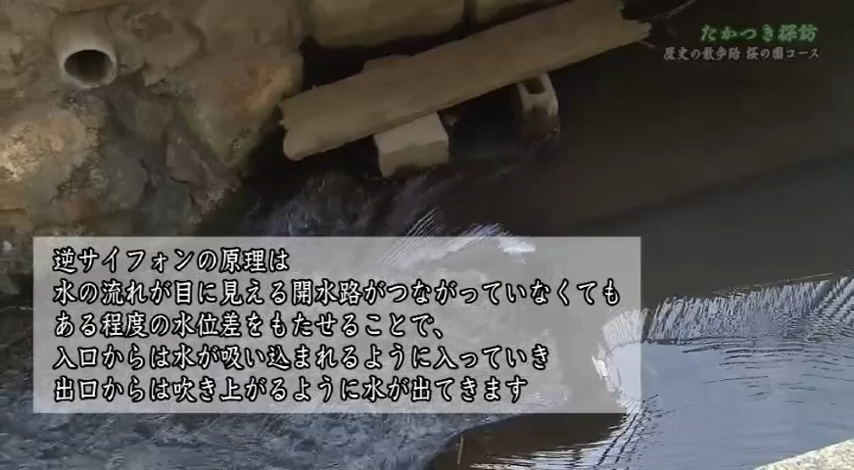 たかつき探訪
歴史の散歩路 桜の園コース
逆サイフォンの原理は
水の流れが目に見える開水路がつながっていなくても
ある程度の水位差をもたせることで、
入口からは水が吸い込まれるように入っていき
出口からは吹き上がるように水が出てきます